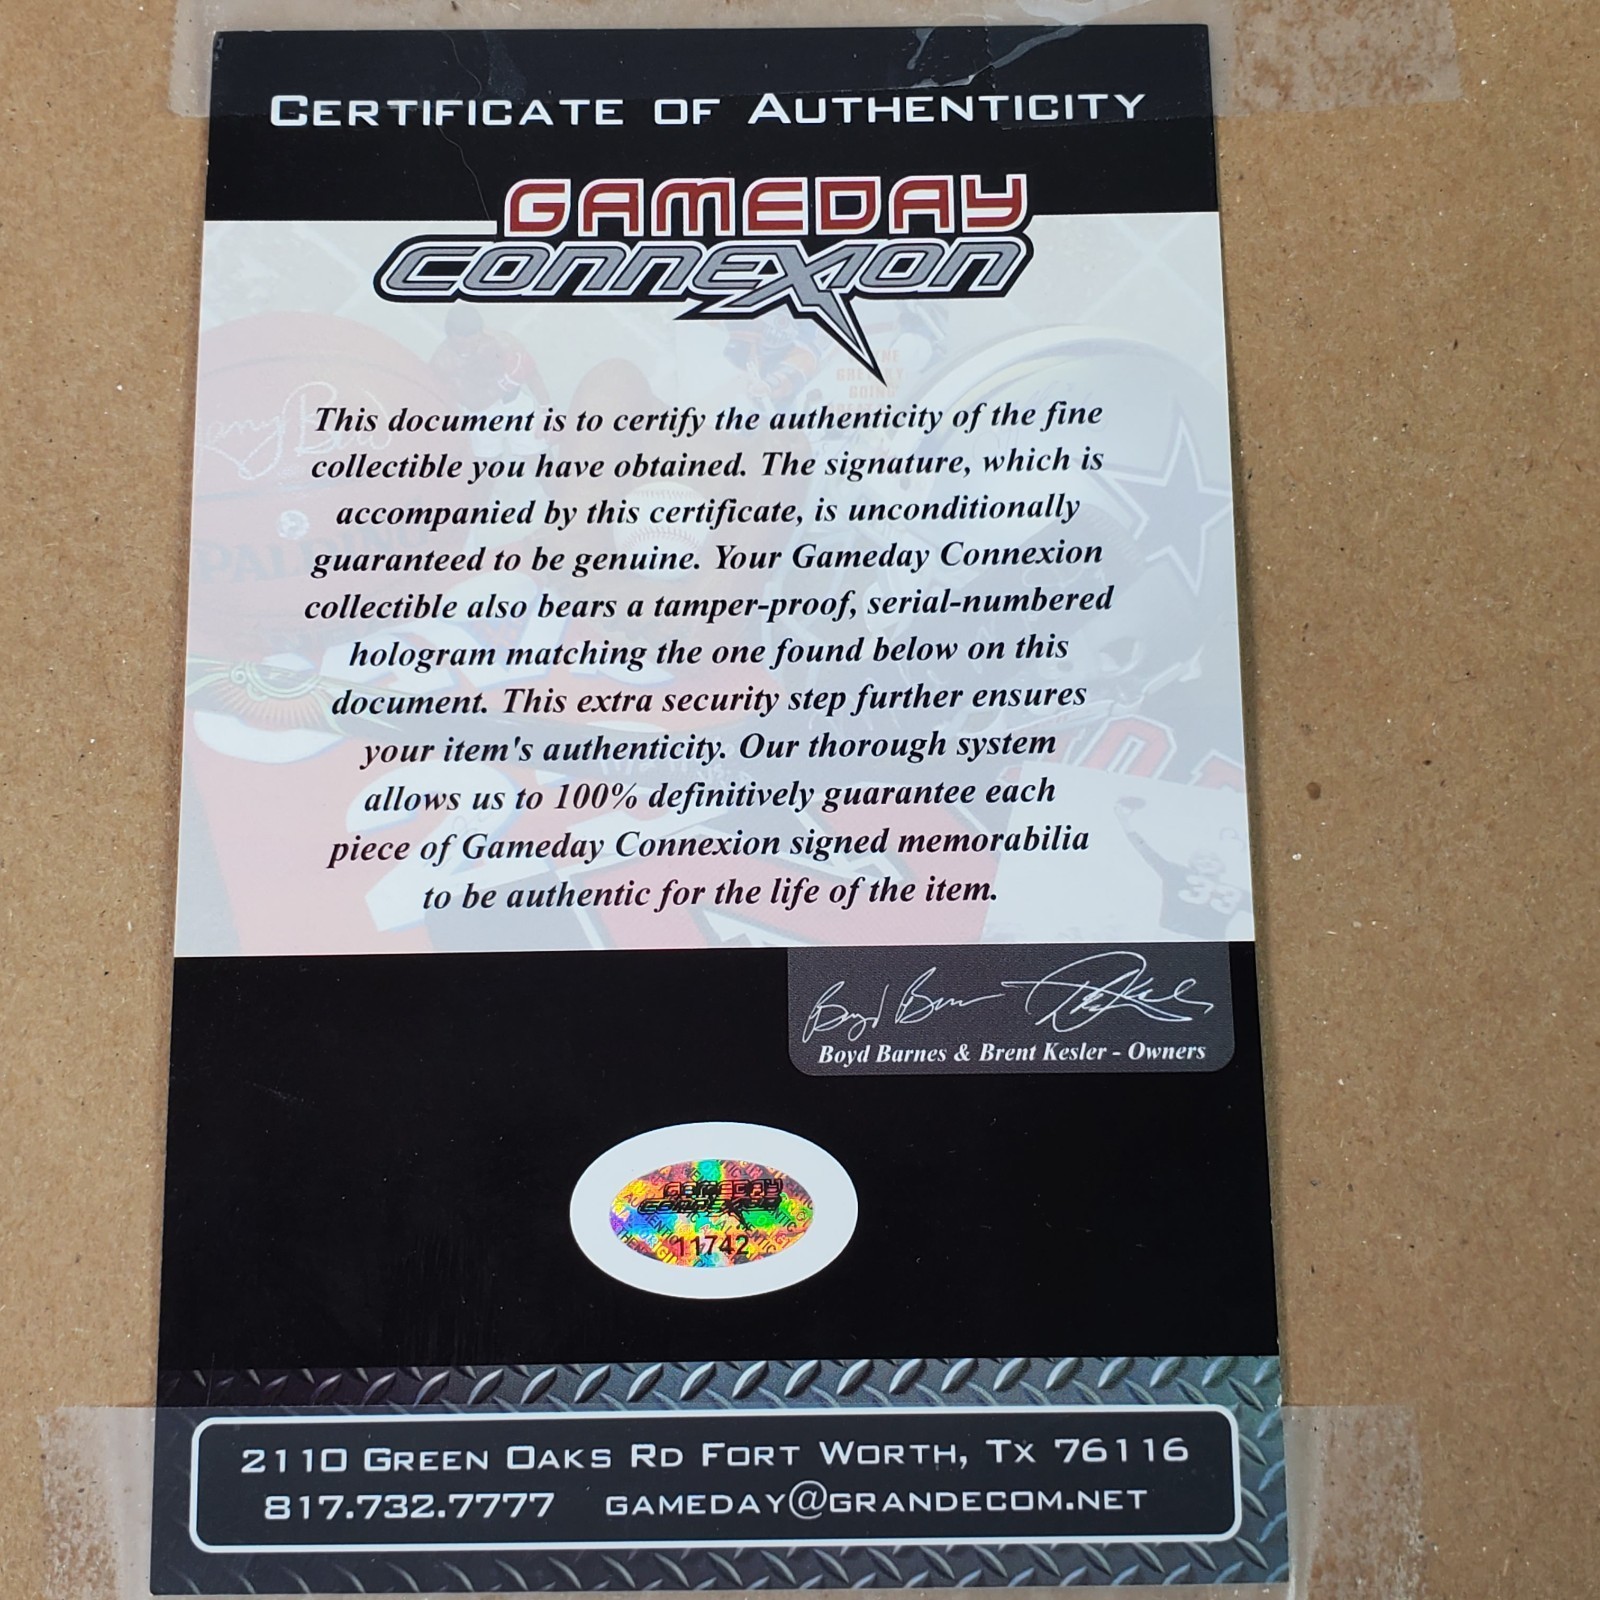 CERTIFICATE OF AUTHENTICITY
GAMEDAY
CONNEXION
This document is to certify the authenticity of the fine
collectible you have obtained. The signature, which is
accompanied by this certificate, is unconditionally
guaranteed to be genuine. Your Gameday Connexion
collectible also bears a tamper-proof, serial-numbered
hologram matching the one found below on this
document. This extra security step further ensures
your item's authenticity. Our thorough system
allows us to 100% definitively guarantee each
piece of Gameday Connexion signed memorabilia
to be authentic for the life of the item.
Boyd Barnes & Brent Kesler - Owners
GAMEDAY
CONNEXION
11742
2110 GREEN OAKS RD FORT WORTH, TX 76116
817.732.7777 GAMEDAY@GRANDECOM.NET